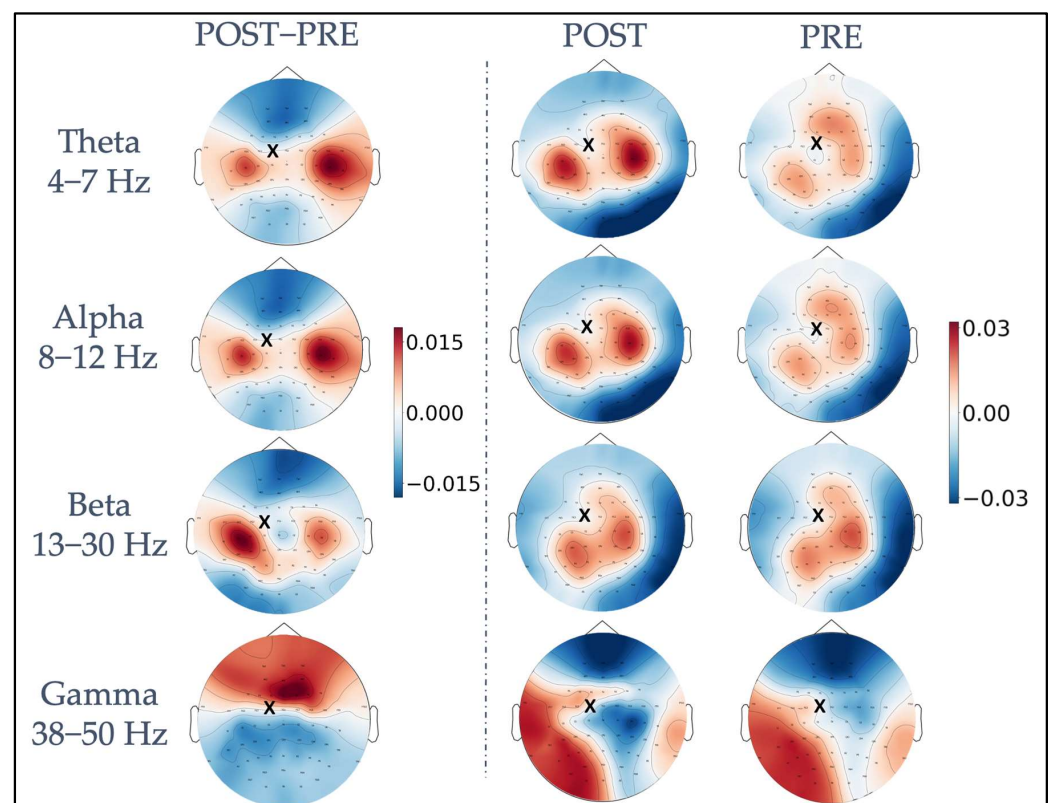 POST–PRE POST PRE
Theta
4–7 Hz
X X X
Alpha
8–12 Hz
X X X
0.015
0.000
−0.015
0.03
0.00
−0.03
Beta
13–30 Hz
X X X
Gamma
38–50 Hz
X X X